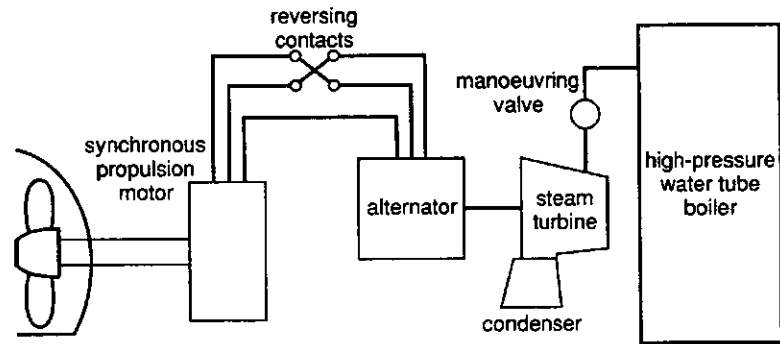 reversing
contacts
manoeuvring
valve
synchronous
propulsion
motor
alternator
steam
turbine
high-pressure
water tube
boiler
condenser